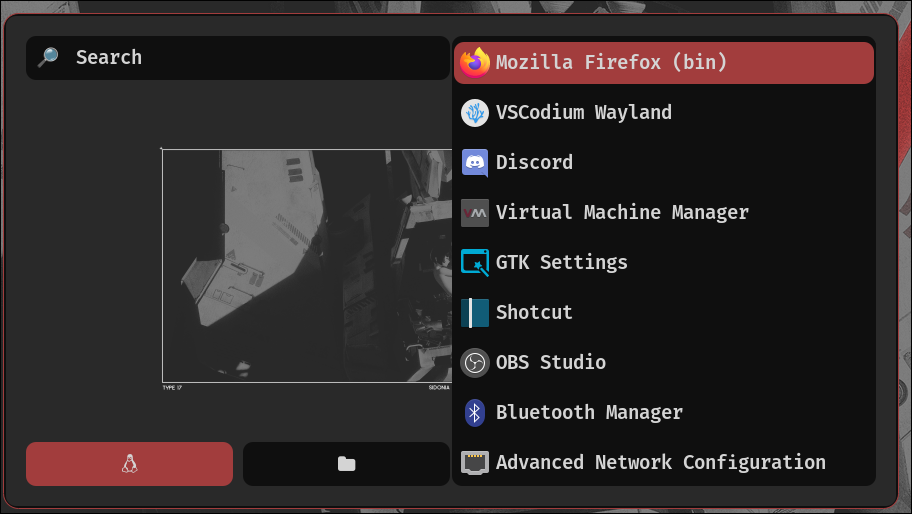 Search
Mozilla Firefox (bin)
VSCodium Wayland
Discord
VM
Virtual Machine Manager
GTK Settings
Shotcut
OBS Studio
Bluetooth Manager
Advanced Network Configuration
TYPE 17
SIDONIA